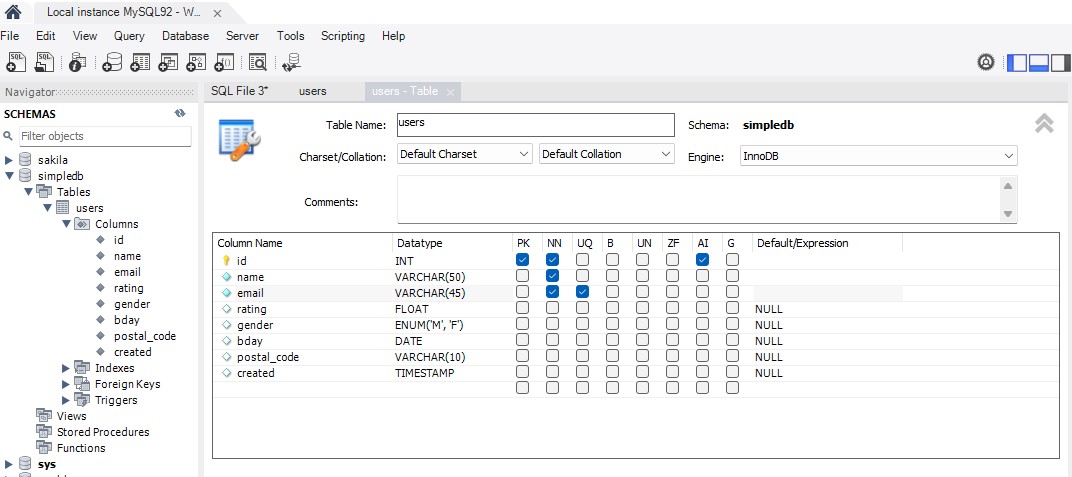 Local instance MySQL92 - W... ×
File Edit View Query Database Server Tools Scripting Help
SQL SQL
Navigator
SCHEMAS
Filter objects
sakila
simpledb
Tables
users
Columns
id
name
email
rating
gender
bday
postal_code
created
Indexes
Foreign Keys
Triggers
Views
Stored Procedures
Functions
sys
SQL File 3* users users - Table ×
Table Name: users Schema: simpledb
Charset/Collation: Default Charset Default Collation Engine: InnoDB
Comments:
Column Name Datatype PK NN UQ B UN ZF AI G Default/Expression
id INT
name VARCHAR(50)
email VARCHAR(45)
rating FLOAT NULL
gender ENUM('M', 'F') NULL
bday DATE NULL
postal_code VARCHAR(10) NULL
created TIMESTAMP NULL